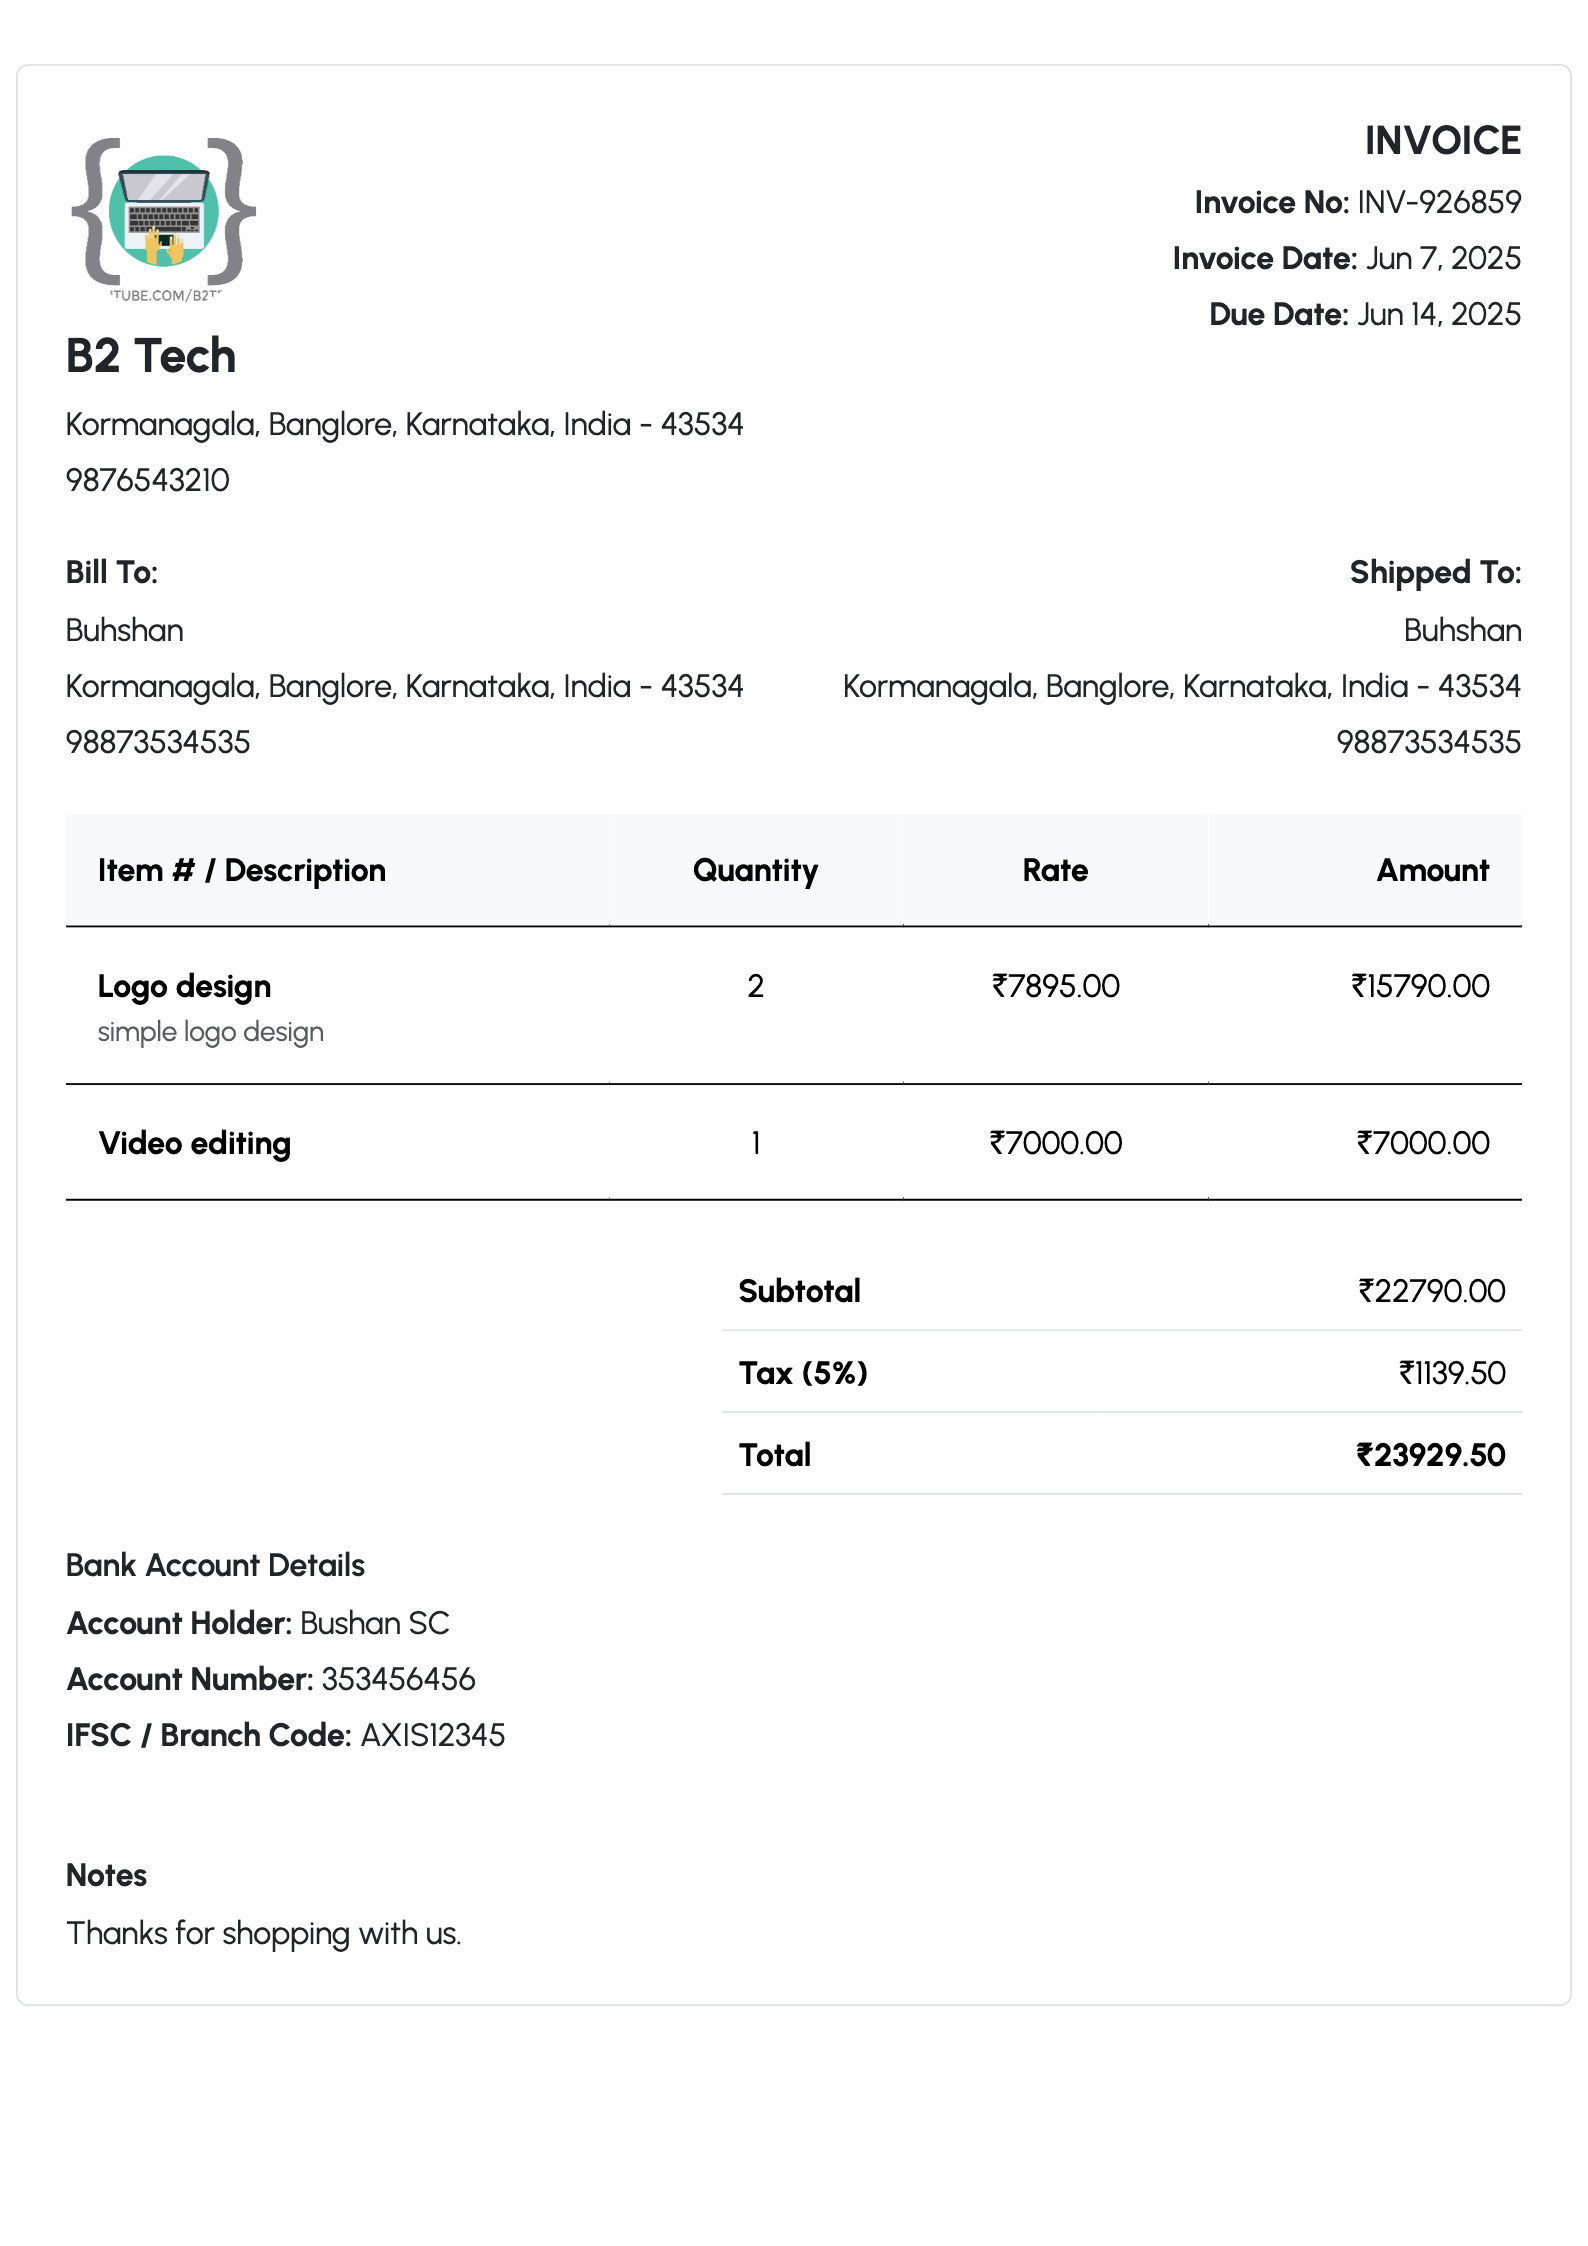 INVOICE
Invoice No: INV-926859
Invoice Date: Jun 7, 2025
Due Date: Jun 14, 2025
B2 Tech
Kormanagala, Banglore, Karnataka, India - 43534
9876543210
Bill To:
Buhshan
Kormanagala, Banglore, Karnataka, India - 43534
98873534535
Shipped To:
Buhshan
Kormanagala, Banglore, Karnataka, India - 43534
98873534535
Item # / Description Quantity Rate Amount
Logo design 2 ₹7895.00 ₹15790.00
simple logo design
Video editing 1 ₹7000.00 ₹7000.00
Subtotal ₹22790.00
Tax (5%) ₹1139.50
Total ₹23929.50
Bank Account Details
Account Holder: Bushan SC
Account Number: 353456456
IFSC / Branch Code: AXIS12345
Notes
Thanks for shopping with us.